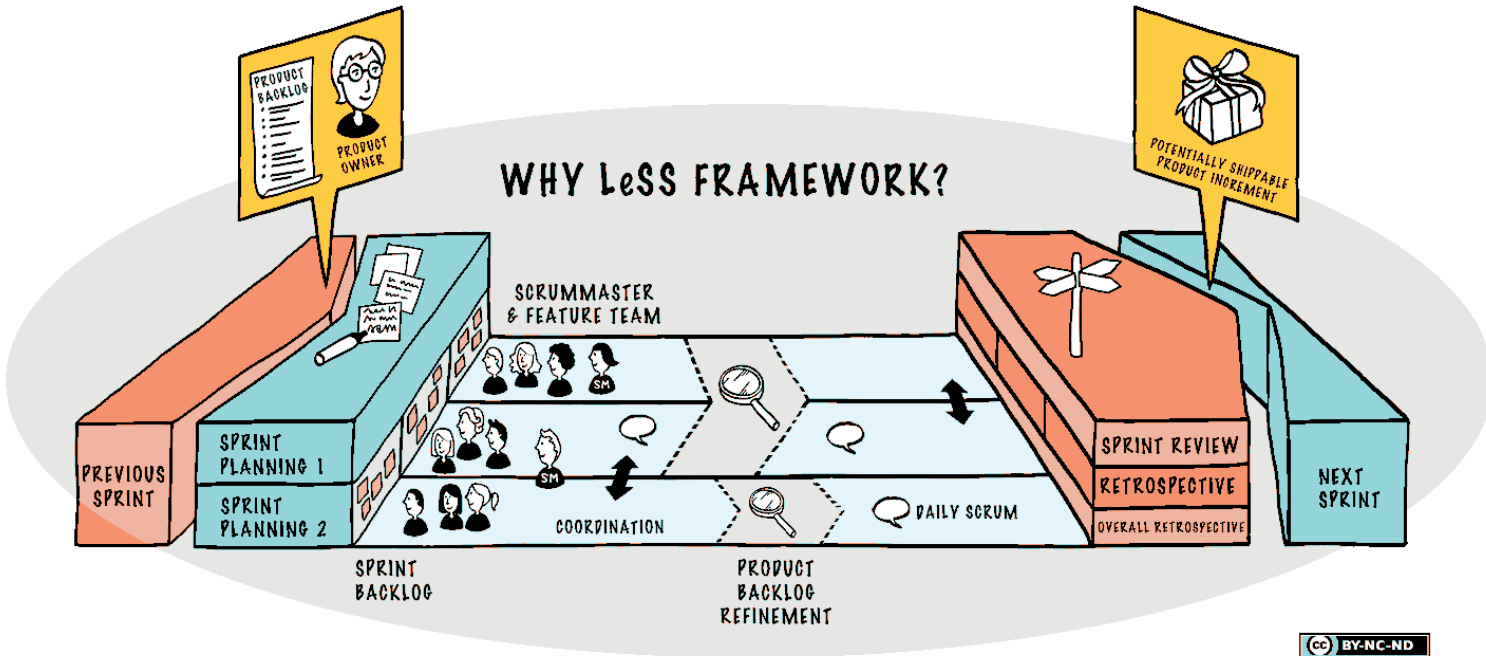 PRODUCT
BACKLOG
PRODUCT
OWNER
POTENTIALLY SHIPPABLE
PRODUCT INCREMENT
WHY LeSS FRAMEWORK?
SCRUMMASTER
& FEATURE TEAM
SM
SM
PREVIOUS
SPRINT
SPRINT
PLANNING 1
SPRINT
PLANNING 2
COORDINATION
DAILY SCRUM
SPRINT REVIEW
RETROSPECTIVE
OVERALL RETROSPECTIVE
NEXT
SPRINT
SPRINT
BACKLOG
PRODUCT
BACKLOG
REFINEMENT
cc BY-NC-ND